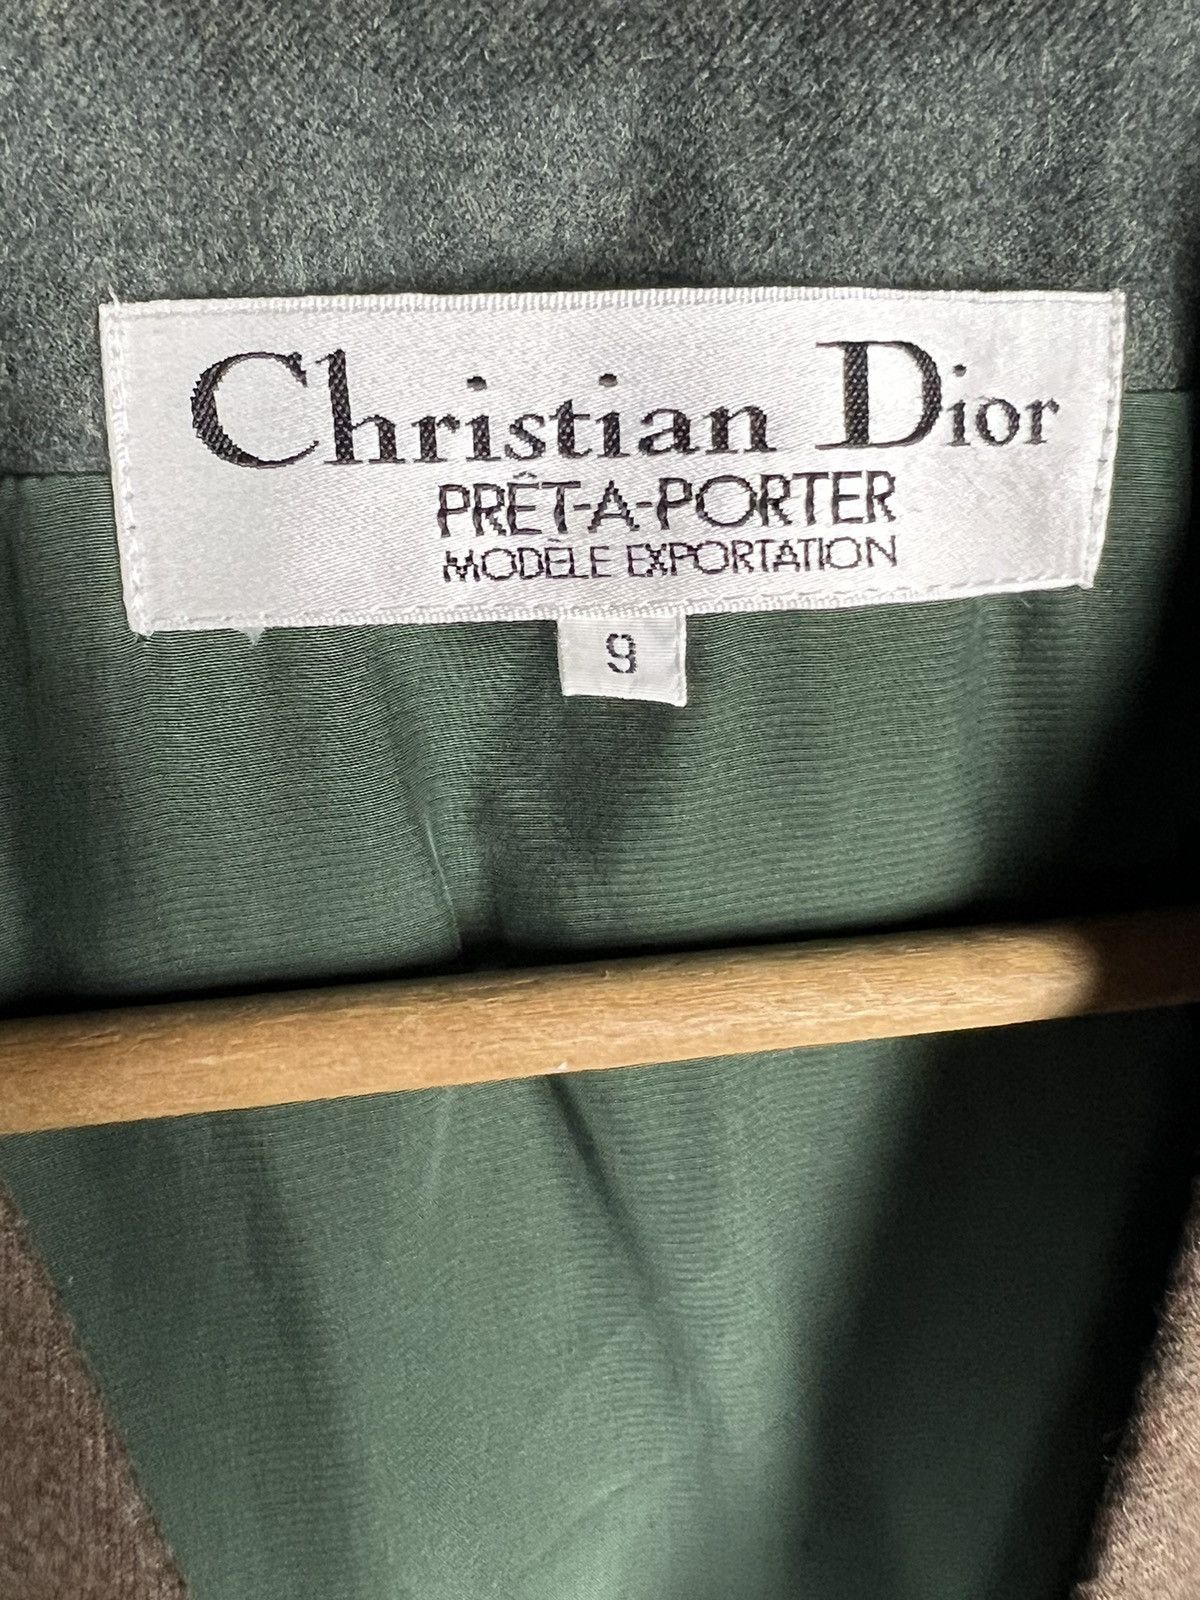 Christian Dior
PRÊT-A-PORTER
MODÈLE EXPORTATION
9